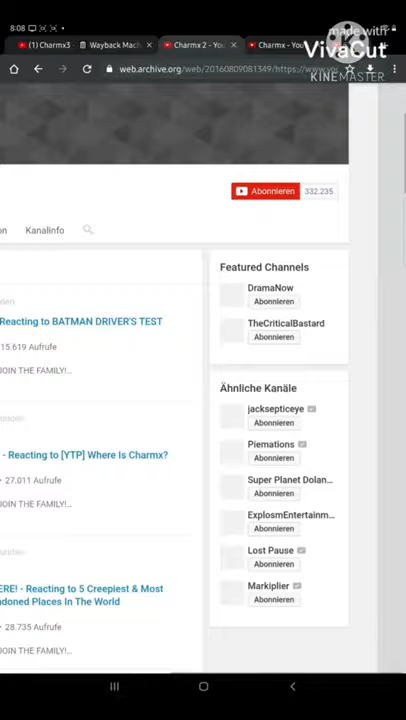 8:08
made with
VivaCut
KINEMASTER
(1) Charmx3
Wayback Mach
Charmx 2 - You
Charmx - You
web.archive.org/web/20160809081349/https://www.yo
Abonnieren 332.235
Kanalinfo
Featured Channels
DramaNow
Abonnieren
TheCriticalBastard
Abonnieren
Reacting to BATMAN DRIVER'S TEST
15.619 Aufrufe
JOIN THE FAMILY!...
Ähnliche Kanäle
jacksepticeye
Abonnieren
Piemations
Abonnieren
Super Planet Dolan...
Abonnieren
ExplosmEntertainm...
Abonnieren
Lost Pause
Abonnieren
Markiplier
Abonnieren
- Reacting to [YTP] Where Is Charmx?
27.011 Aufrufe
JOIN THE FAMILY!...
ERE! - Reacting to 5 Creepiest & Most
ndoned Places In The World
28.735 Aufrufe
JOIN THE FAMILY!...